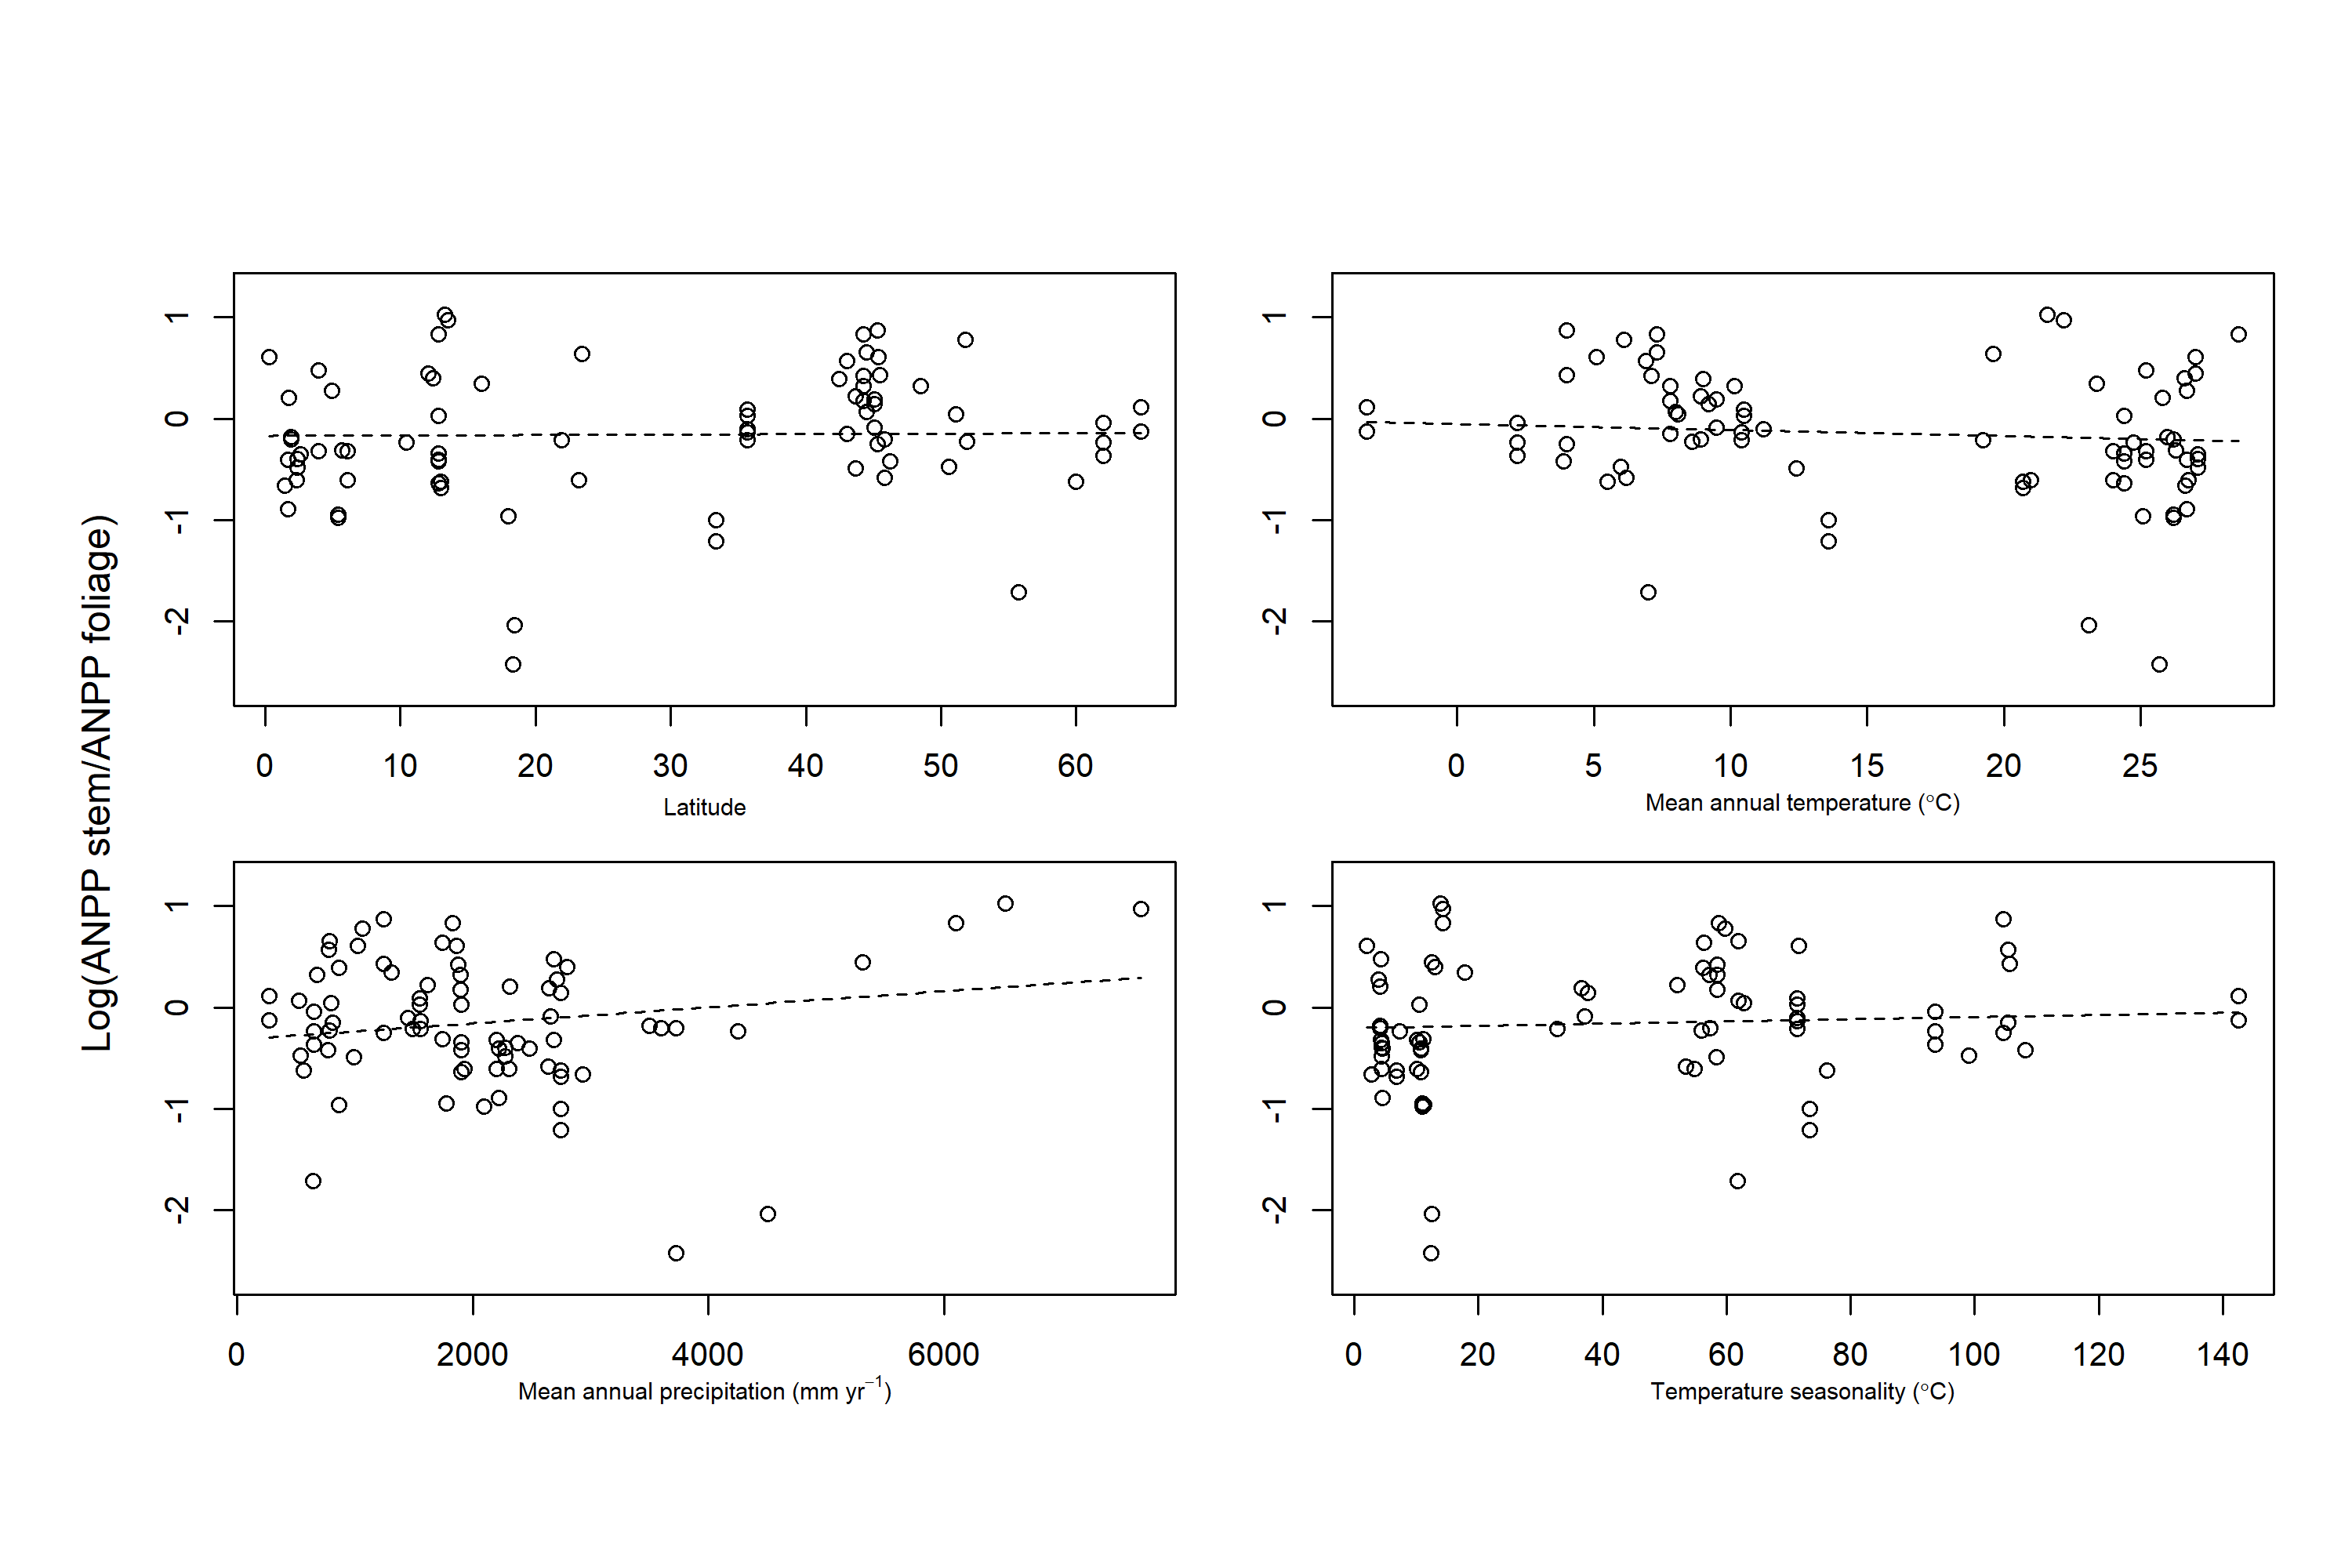 Log(ANPP stem/ANPP foliage)
1
0
-1
-2
0 10 20 30 40 50 60
Latitude
1
0
-1
-2
0 5 10 15 20 25
Mean annual temperature (°C)
1
0
-1
-2
0 2000 4000 6000
Mean annual precipitation (mm yr⁻¹)
1
0
-1
-2
0 20 40 60 80 100 120 140
Temperature seasonality (°C)